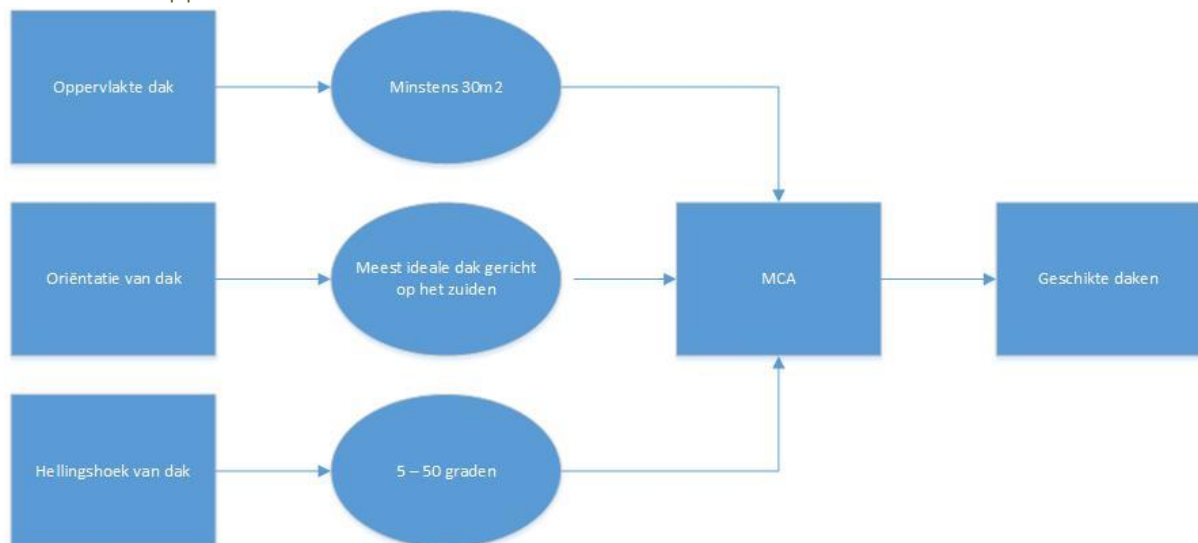 Oppervlakte dak
Minstens 30m2
Oriëntatie van dak
Meest ideale dak gericht
op het zuiden
MCA
Geschikte daken
Hellingshoek van dak
5 – 50 graden